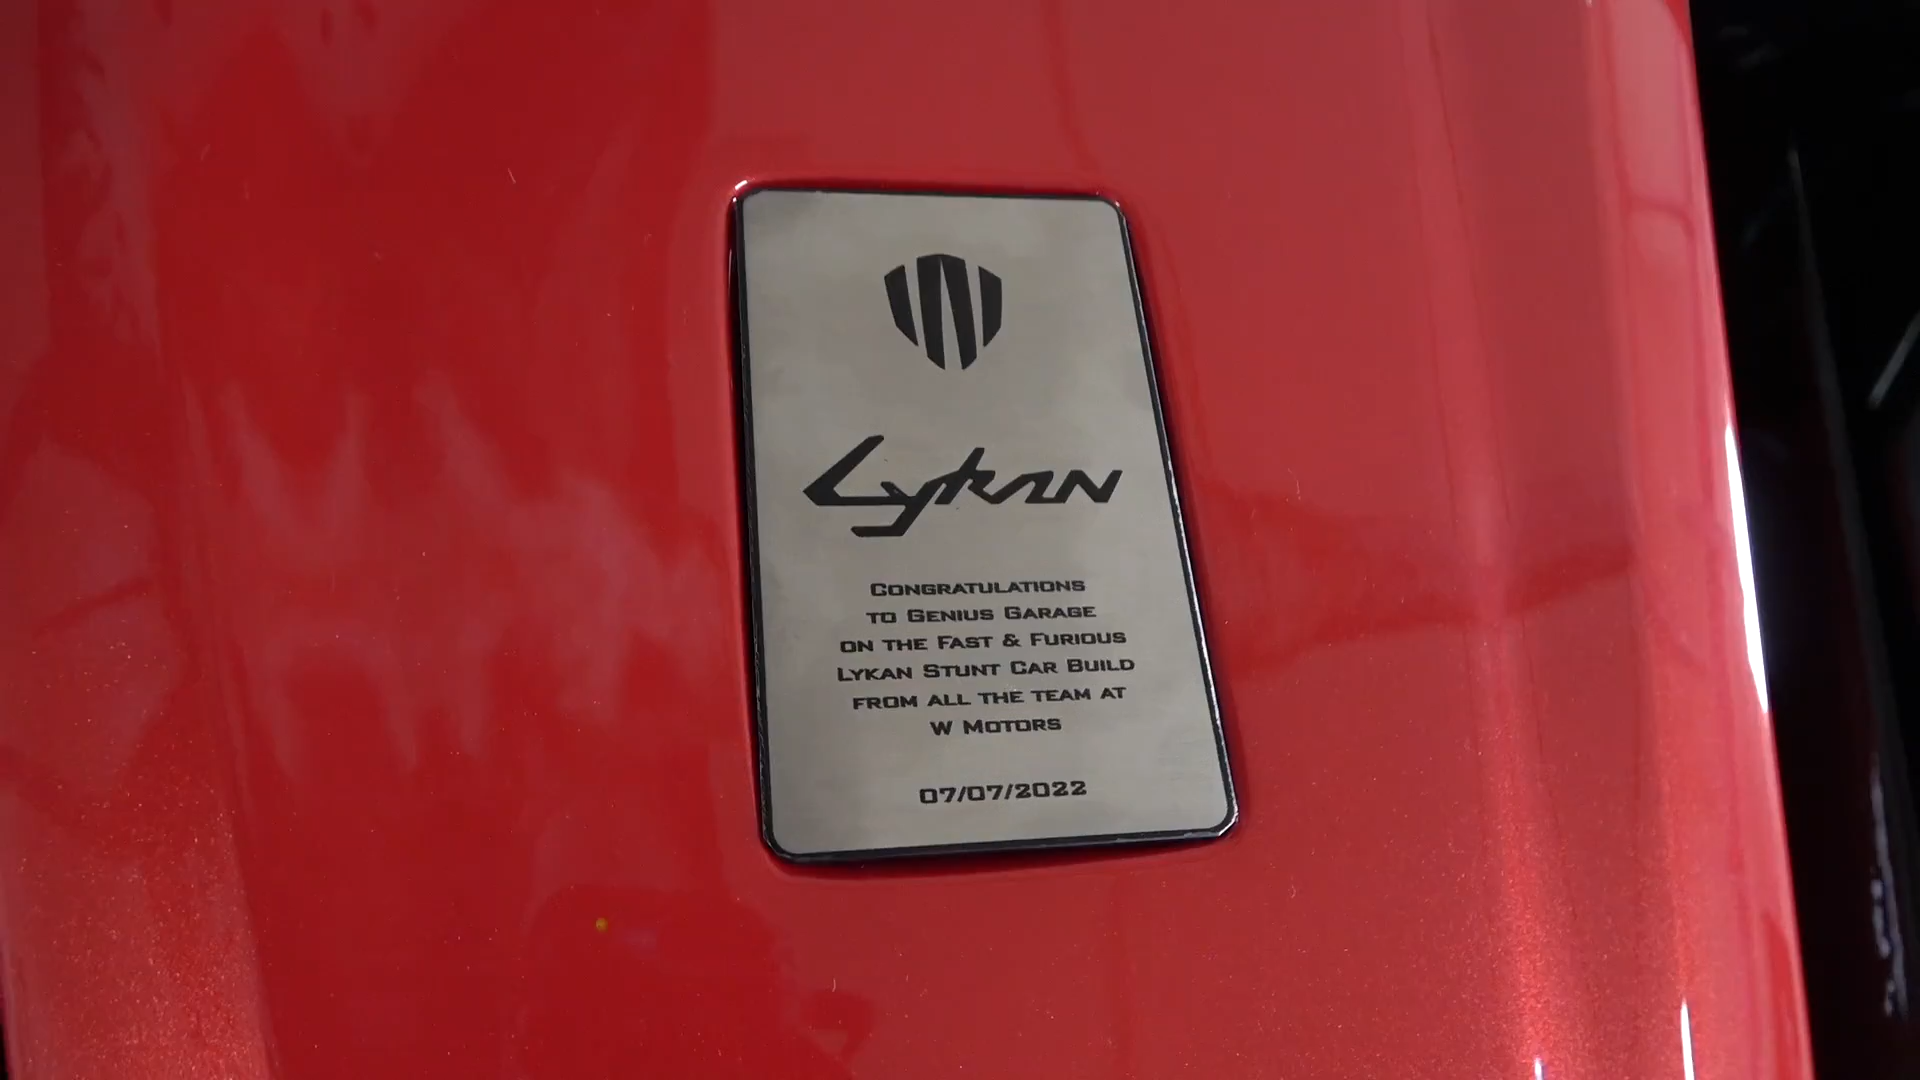 Lykan
Congratulations
to Genius Garage
on the Fast & Furious
Lykan Stunt Car Build
from all the team at
W Motors
07/07/2022